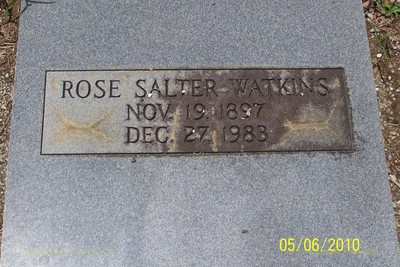 ROSE SALTER WATKINS
NOV. 19. 1897
DEC. 27. 1983
05/06/2010